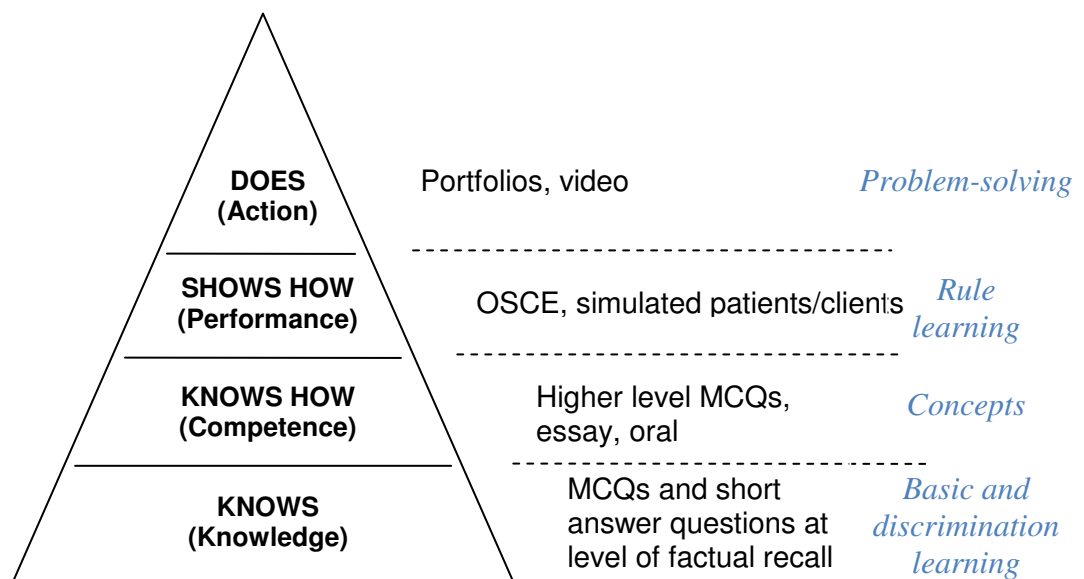 DOES
(Action)
Portfolios, video
Problem-solving
SHOWS HOW
(Performance)
OSCE, simulated patients/clients
Rule
learning
KNOWS HOW
(Competence)
Higher level MCQs,
essay, oral
Concepts
KNOWS
(Knowledge)
MCQs and short
answer questions at
level of factual recall
Basic and
discrimination
learning